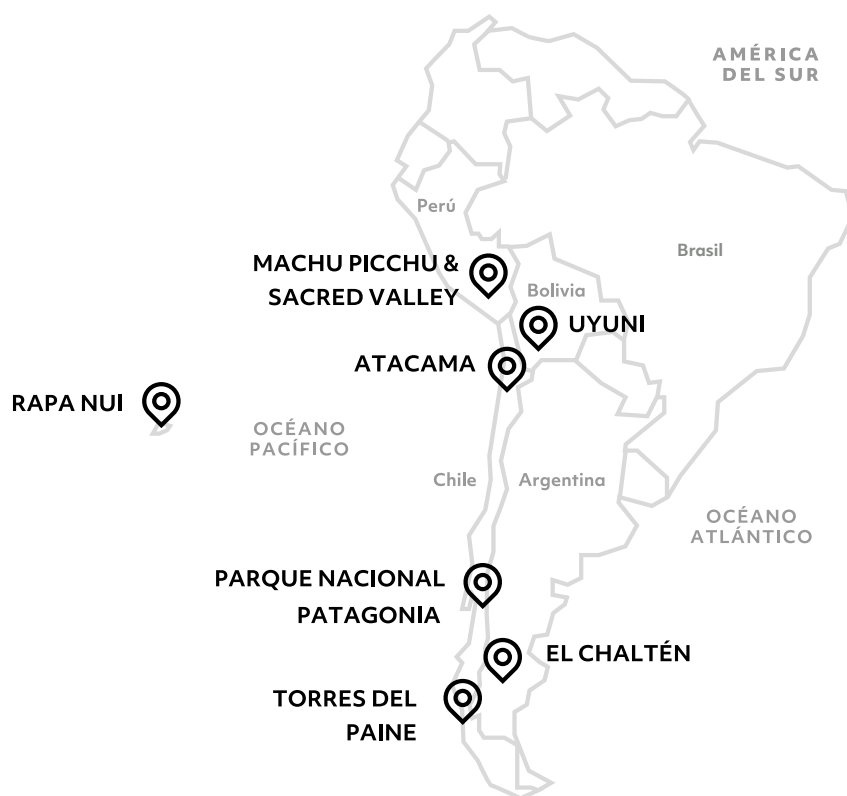 AMÉRICA
DEL SUR
Perú
Brasil
MACHU PICCHU &
SACRED VALLEY
Bolivia
UYUNI
ATACAMA
RAPA NUI
OCÉANO
PACÍFICO
Chile
Argentina
OCÉANO
ATLÁNTICO
PARQUE NACIONAL
PATAGONIA
EL CHALTÉN
TORRES DEL
PAINE